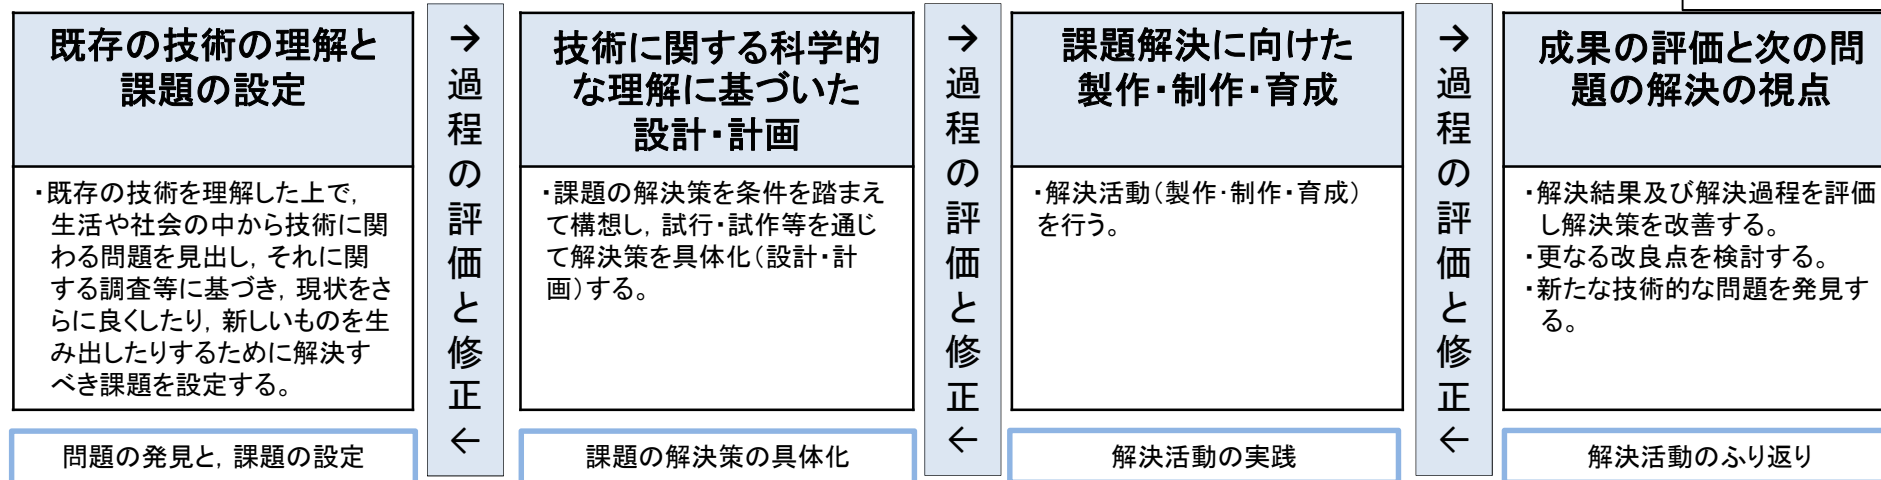 既存の技術の理解と
課題の設定
・既存の技術を理解した上で,
生活や社会の中から技術に関
わる問題を見出し, それに関
する調査等に基づき, 現状をさ
らに良くしたり, 新しいものを生
み出したりするために解決す
べき課題を設定する。
問題の発見と, 課題の設定
→過程の評価と修正←
技術に関する科学的
な理解に基づいた
設計・計画
・課題の解決策を条件を踏まえ
て構想し, 試行・試作等を通じ
て解決策を具体化(設計・計
画)する。
課題の解決策の具体化
→過程の評価と修正←
課題解決に向けた
製作・制作・育成
・解決活動(製作・制作・育成)
を行う。
解決活動の実践
→過程の評価と修正←
成果の評価と次の問
題の解決の視点
・解決結果及び解決過程を評価
し解決策を改善する。
・更なる改良点を検討する。
・新たな技術的な問題を発見す
る。
解決活動のふり返り